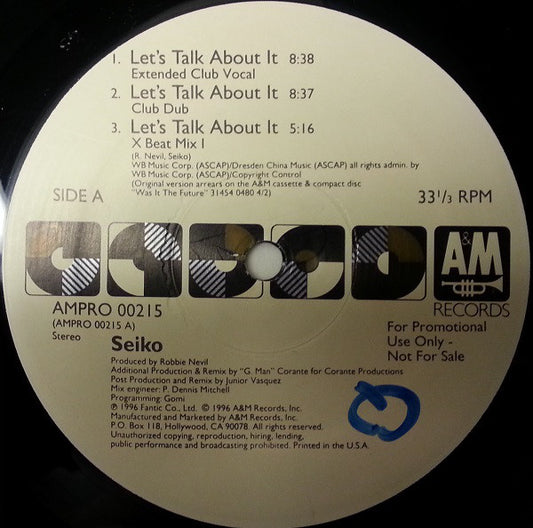 1. Let's Talk About It 8:38
Extended Club Vocal
2. Let's Talk About It 8:37
Club Dub
3. Let's Talk About It 5:16
X Beat Mix I
(R. Nevil, Seiko)
WB Music Corp. (ASCAP)/Dresden China Music (ASCAP) all rights admin. by
WB Music Corp. (ASCAP)/Copyright Control
(Original version arrears on the A&M cassette & compact disc
"Was It The Future" 31454 0480 4/2)
SIDE A
33 1/3 RPM
A&M
RECORDS
AMPRO 00215
(AMPRO 00215 A)
Stereo
For Promotional
Use Only -
Not For Sale
Seiko
Produced by Robbie Nevil
Additional Production & Remix by "G. Man" Corante for Corante Productions
Post Production and Remix by Junior Vasquez
Mix engineer: P. Dennis Mitchell
Programming: Gomi
℗ 1996 Fantic Co., Ltd. © 1996 A&M Records, Inc.
Manufactured and Marketed by A&M Records, Inc.
P.O. Box 118, Hollywood, CA 90078. All rights reserved.
Unauthorized copying, reproduction, hiring, lending,
public performance and broadcasting prohibited. Printed in the U.S.A.